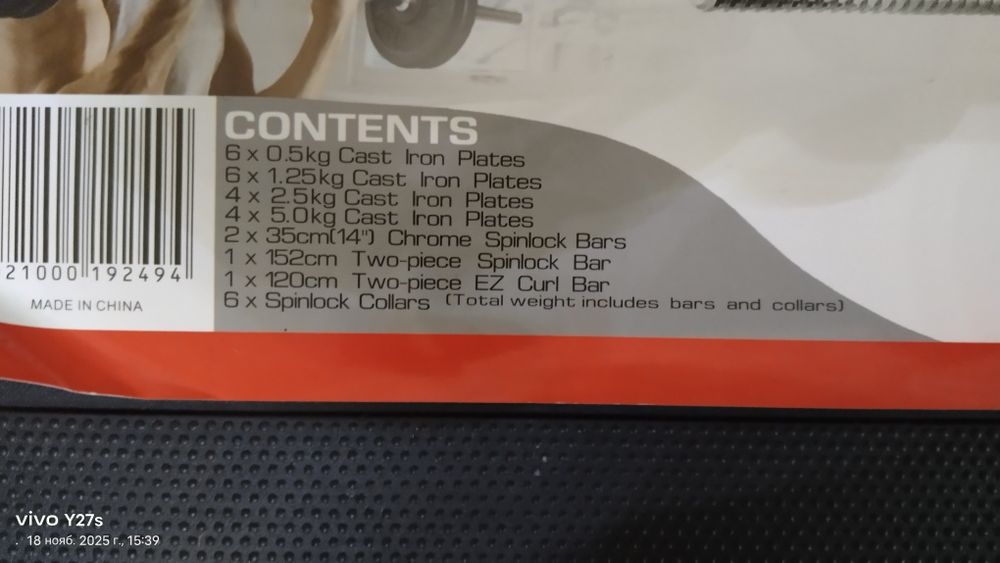 CONTENTS
6 x 0.5kg Cast Iron Plates
6 x 1.25kg Cast Iron Plates
4 x 2.5kg Cast Iron Plates
4 x 5.0kg Cast Iron Plates
2 x 35cm(14") Chrome Spinlock Bars
1 x 152cm Two-piece Spinlock Bar
1 x 120cm Two-piece EZ Curl Bar
6 x Spinlock Collars (Total weight includes bars and collars)
21000 192494
MADE IN CHINA
vivo Y27s
. 18 нояб. 2025 г., 15:39